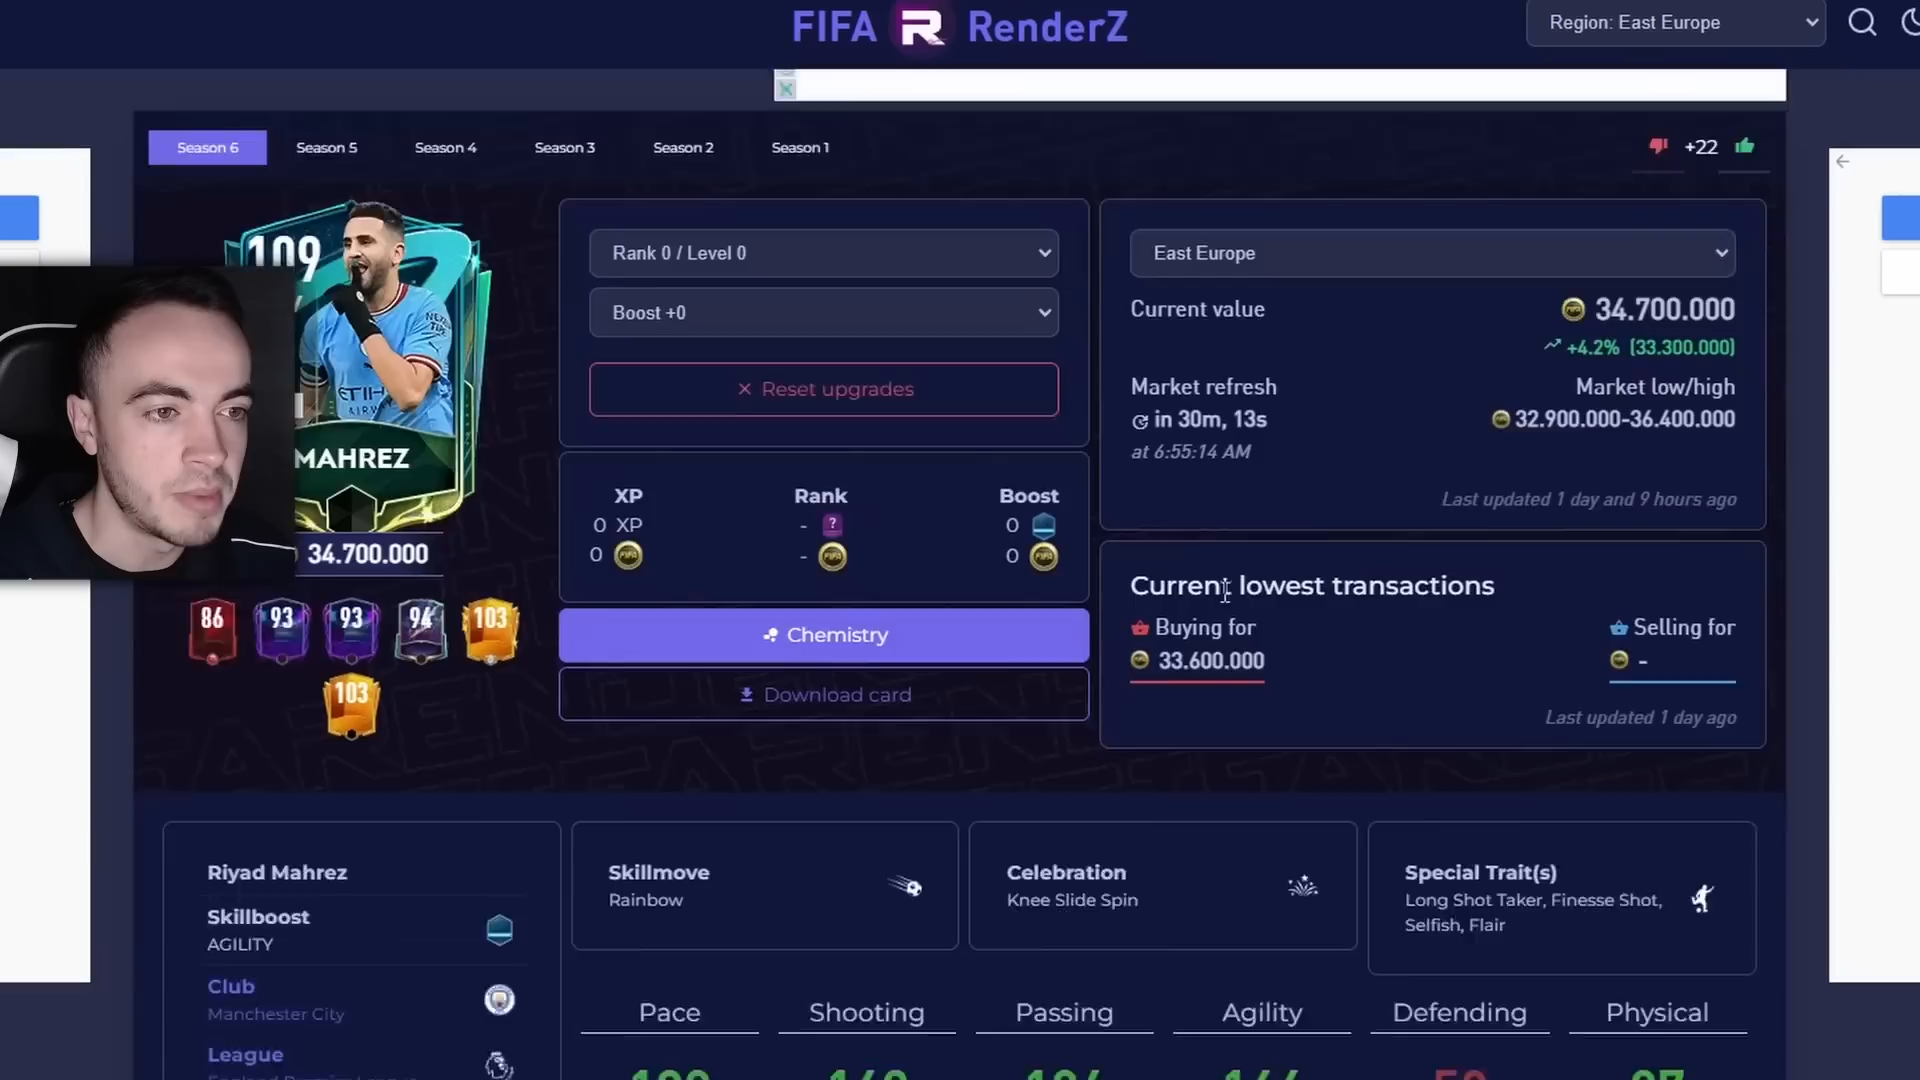 FIFA R RenderZ
Region: East Europe
Season 6
Season 5
Season 4
Season 3
Season 2
Season 1
+22
109
ETIHAD
AIRWAYS
MAHREZ
34.700.000
86
93
93
94
103
103
Rank 0 / Level 0
Boost +0
× Reset upgrades
XP
Rank
Boost
0 XP
- ?
0
0
-
0
Chemistry
Download card
East Europe
Current value
34.700.000
+4.2% (33.300.000)
Market refresh
Market low/high
in 30m, 13s
32.900.000-36.400.000
at 6:55:14 AM
Last updated 1 day and 9 hours ago
Current lowest transactions
Buying for
Selling for
33.600.000
-
Last updated 1 day ago
Riyad Mahrez
Skillboost
AGILITY
Club
Manchester City
League
Skillmove
Rainbow
Celebration
Knee Slide Spin
Special Trait(s)
Long Shot Taker, Finesse Shot,
Selfish, Flair
Pace
Shooting
Passing
Agility
Defending
Physical